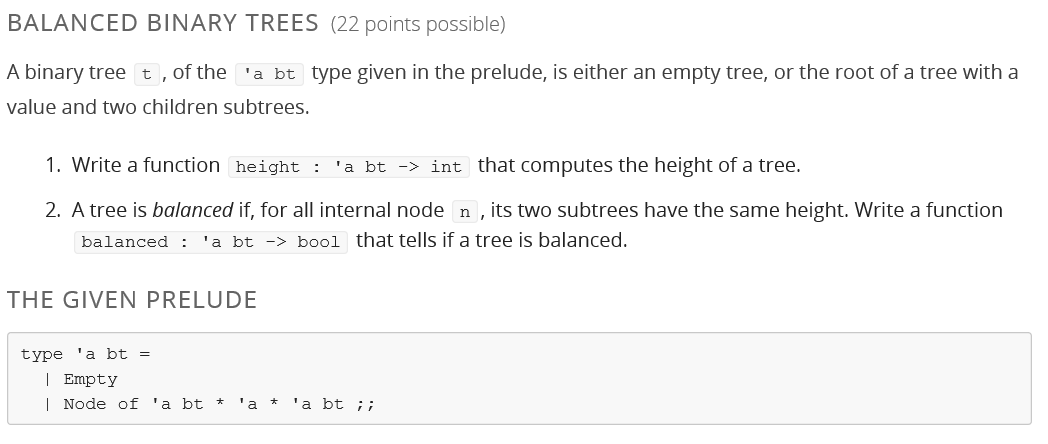 BALANCED BINARY TREES (22 points possible)
A binary tree t , of the 'a bt type given in the prelude, is either an empty tree, or the root of a tree with a
value and two children subtrees.
1. Write a function height : 'a bt -> int that computes the height of a tree.
2. A tree is balanced if, for all internal node n , its two subtrees have the same height. Write a function
balanced : 'a bt -> bool that tells if a tree is balanced.
THE GIVEN PRELUDE
type 'a bt =
| Empty
| Node of 'a bt * 'a * 'a bt ;;